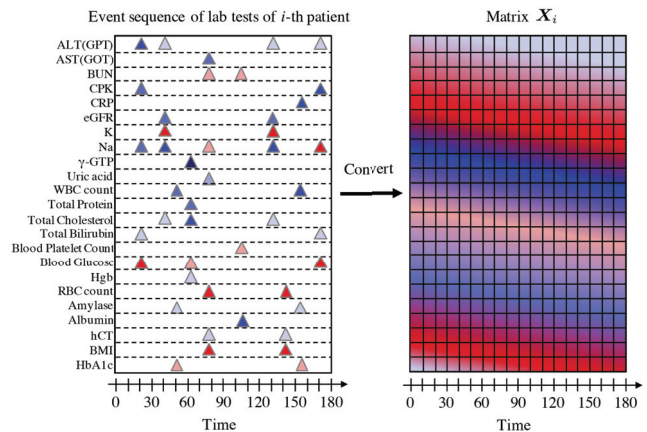 Event sequence of lab tests of i-th patient
Matrix Xi
ALT(GPT)
AST(GOT)
BUN
CPK
CRP
eGFR
K
Na
γ-GTP
Uric acid
WBC count
Total Protein
Total Cholesterol
Total Bilirubin
Blood Platelet Count
Blood Glucose
Hgb
RBC count
Amylase
Albumin
hCT
BMI
HbA1c
Convert
0 30 60 90 120 150 180
0 30 60 90 120 150 180
Time
Time